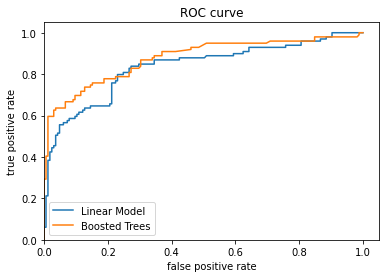 ROC curve
true positive rate
1.0
0.8
0.6
0.4
0.2
0.0
Linear Model
Boosted Trees
0.0 0.2 0.4 0.6 0.8 1.0
false positive rate